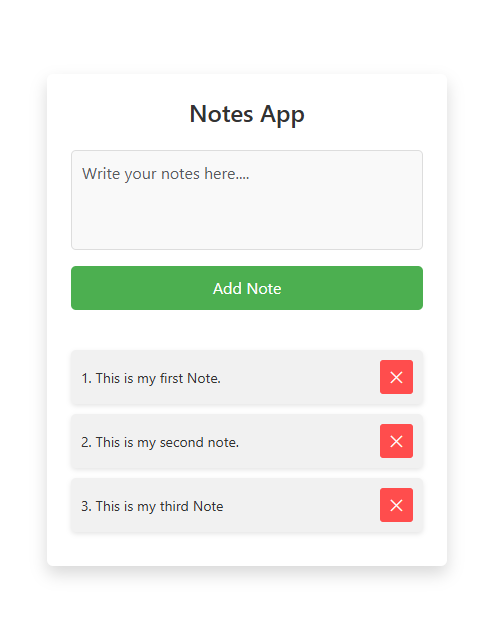 Notes App
Write your notes here....
Add Note
1. This is my first Note.
2. This is my second note.
3. This is my third Note